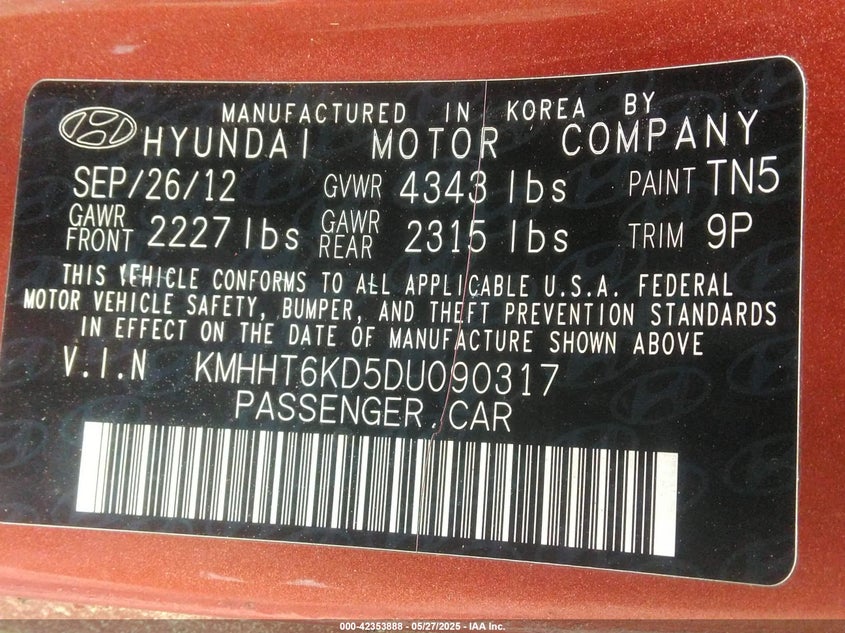 MANUFACTURED IN KOREA BY
HYUNDAI MOTOR COMPANY
SEP/26/12 GVWR 4343 lbs PAINT TN5
GAWR FRONT 2227 lbs GAWR REAR 2315 lbs TRIM 9P
THIS VEHICLE CONFORMS TO ALL APPLICABLE U.S.A. FEDERAL
MOTOR VEHICLE SAFETY, BUMPER, AND THEFT PREVENTION STANDARDS
IN EFFECT ON THE DATE OF MANUFACTURE SHOWN ABOVE
V.I.N KMHHT6KD5DU090317
PASSENGER CAR
000-42353888 - 05/27/2025 - IAA Inc.